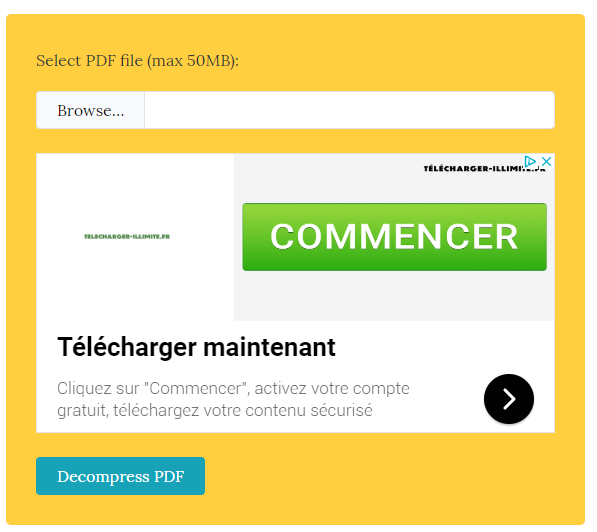 Select PDF file (max 50MB):
Browse...
TÉLÉCHARGER-ILLIMITE.FR
TELECHARGER-ILLIMITE.FR
COMMENCER
Télécharger maintenant
Cliquez sur "Commencer", activez votre compte
gratuit, téléchargez votre contenu sécurisé
Decompress PDF